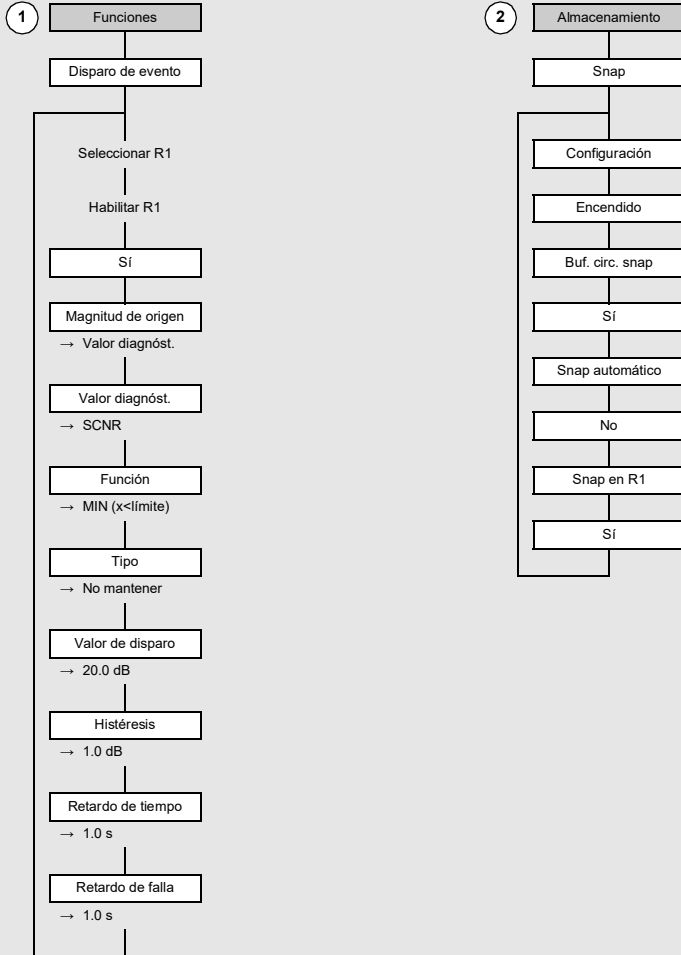 1
Funciones
Disparo de evento
Seleccionar R1
Habilitar R1
Sí
Magnitud de origen
→ Valor diagnóst.
Valor diagnóst.
→ SCNR
Función
→ MIN (x<límite)
Tipo
→ No mantener
Valor de disparo
→ 20.0 dB
Histéresis
→ 1.0 dB
Retardo de tiempo
→ 1.0 s
Retardo de falla
→ 1.0 s
2
Almacenamiento
Snap
Configuración
Encendido
Buf. circ. snap
Sí
Snap automático
No
Snap en R1
Sí